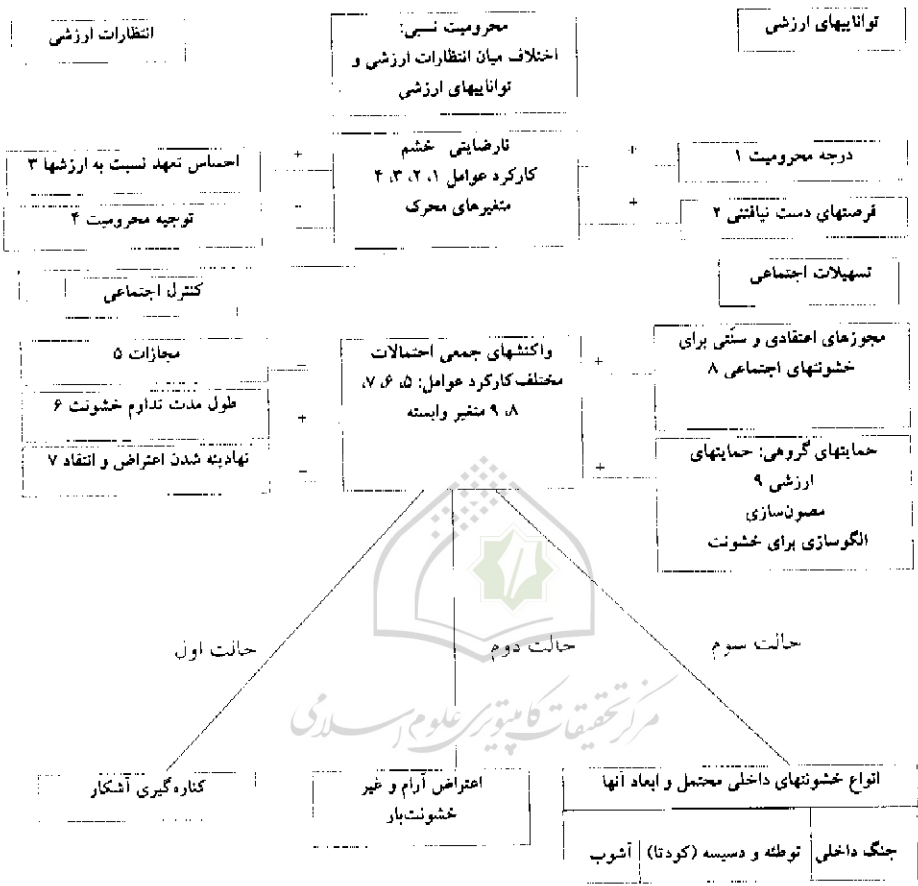 تواناییهای ارزشی
محرومیت نسبی:
اختلاف میان انتظارات ارزشی و
تواناییهای ارزشی
انتظارات ارزشی
درجه محرومیت ۱
+
فرصتهای دست نیافتنی ۲
+
نارضایتی خشم
کارکرد عوامل ۱، ۲، ۳، ۴
متغیرهای محرک
+
احساس تعهد نسبت به ارزشها ۳
-
توجیه محرومیت ۴
تسهیلات اجتماعی
کنترل اجتماعی
مجوزهای اعتقادی و سنّتی برای
خشونتهای اجتماعی ۸
+
حمایتهای گروهی: حمایتهای
ارزشی ۹
مصون‌سازی
الگوسازی برای خشونت
+
واکنشهای جمعی احتمالات
مختلف کارکرد عوامل: ۵، ۶، ۷،
۸، ۹ متغیر وابسته
-
مجازات ۵
+
طول مدت تداوم خشونت ۶
-
نهادینه شدن اعتراض و انتقاد ۷
حالت سوم
حالت دوم
حالت اول
مرکز تحقیقات کامپیوتری علوم اسلامی
انواع خشونتهای داخلی محتمل و ابعاد آنها
جنگ داخلی
توطئه و دسیسه (کودتا)
آشوب
اعتراض آرام و غیر
خشونت‌بار
کناره‌گیری آشکار